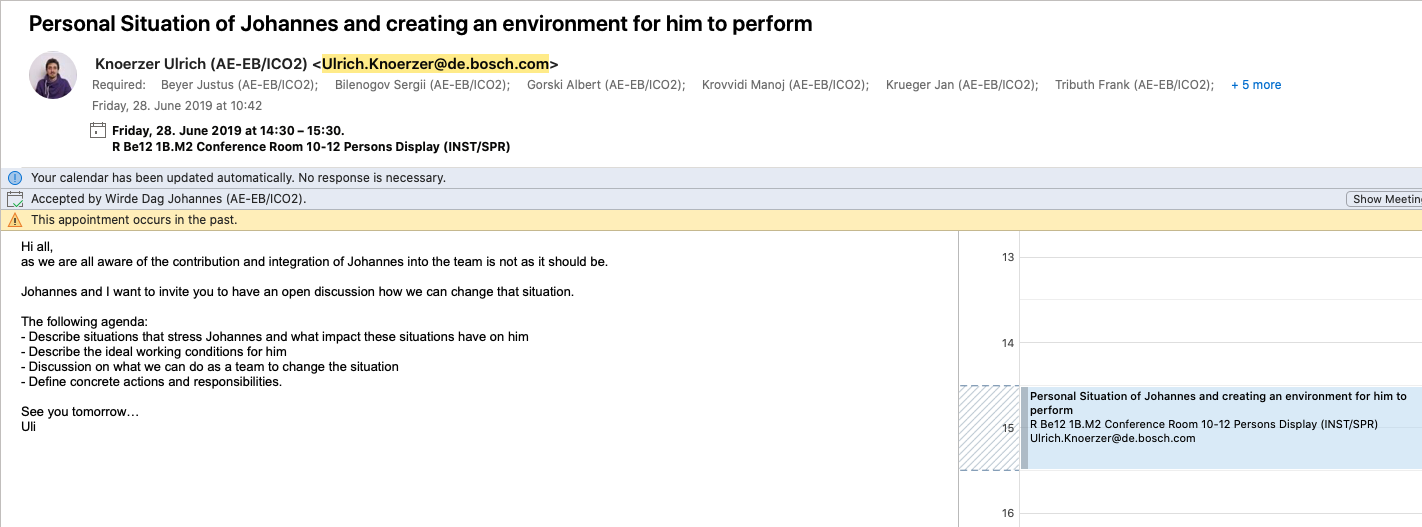 Personal Situation of Johannes and creating an environment for him to perform
Knoerzer Ulrich (AE-EB/ICO2) <Ulrich.Knoerzer@de.bosch.com>
Required: Beyer Justus (AE-EB/ICO2); Bilenogov Sergii (AE-EB/ICO2); Gorski Albert (AE-EB/ICO2); Krovvidi Manoj (AE-EB/ICO2); Krueger Jan (AE-EB/ICO2); Tributh Frank (AE-EB/ICO2); + 5 more
Friday, 28. June 2019 at 10:42
Friday, 28. June 2019 at 14:30 – 15:30.
R Be12 1B.M2 Conference Room 10-12 Persons Display (INST/SPR)
Your calendar has been updated automatically. No response is necessary.
Accepted by Wirde Dag Johannes (AE-EB/ICO2).
Show Meetin
This appointment occurs in the past.
Hi all,
as we are all aware of the contribution and integration of Johannes into the team is not as it should be.
Johannes and I want to invite you to have an open discussion how we can change that situation.
The following agenda:
- Describe situations that stress Johannes and what impact these situations have on him
- Describe the ideal working conditions for him
- Discussion on what we can do as a team to change the situation
- Define concrete actions and responsibilities.
See you tomorrow…
Uli
13
14
Personal Situation of Johannes and creating an environment for him to
perform
15 R Be12 1B.M2 Conference Room 10-12 Persons Display (INST/SPR)
Ulrich.Knoerzer@de.bosch.com
16